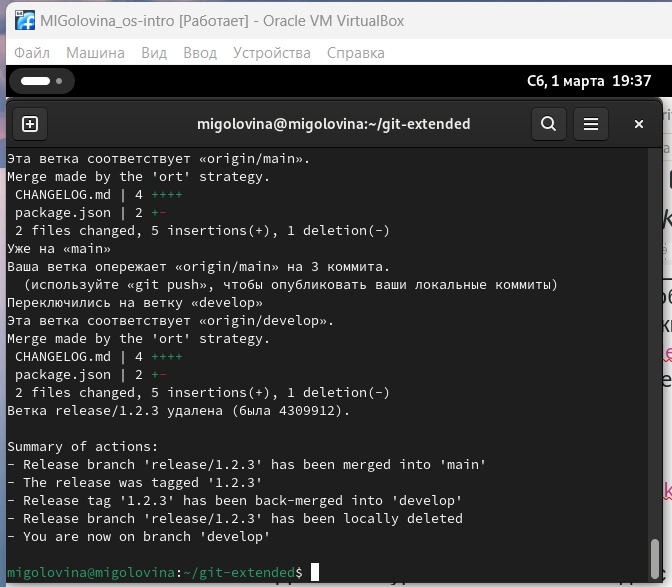 MIGolovina_os-intro [Работает] - Oracle VM VirtualBox
Файл Машина Вид Ввод Устройства Справка
Сб, 1 марта 19:37
migolovina@migolovina:~/git-extended
Эта ветка соответствует «origin/main».
Merge made by the 'ort' strategy.
CHANGELOG.md | 4 ++++
package.json | 2 +-
2 files changed, 5 insertions(+), 1 deletion(-)
Уже на «main»
Ваша ветка опережает «origin/main» на 3 коммита.
(используйте «git push», чтобы опубликовать ваши локальные коммиты)
Переключились на ветку «develop»
Эта ветка соответствует «origin/develop».
Merge made by the 'ort' strategy.
CHANGELOG.md | 4 ++++
package.json | 2 +-
2 files changed, 5 insertions(+), 1 deletion(-)
Ветка release/1.2.3 удалена (была 4309912).
Summary of actions:
- Release branch 'release/1.2.3' has been merged into 'main'
- The release was tagged '1.2.3'
- Release tag '1.2.3' has been back-merged into 'develop'
- Release branch 'release/1.2.3' has been locally deleted
- You are now on branch 'develop'
migolovina@migolovina:~/git-extended$